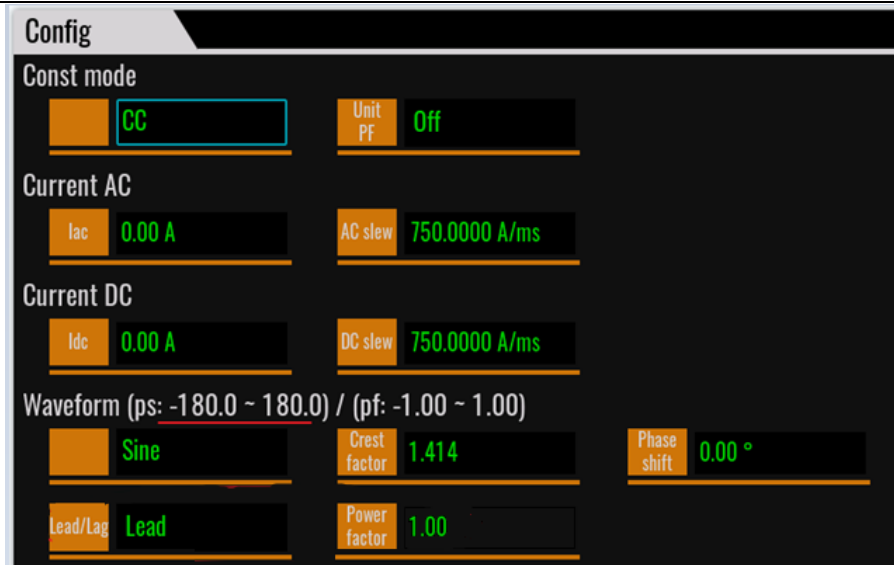 Config
Const mode
CC
Unit
PF
Off
Current AC
Iac
0.00 A
AC slew
750.0000 A/ms
Current DC
Idc
0.00 A
DC slew
750.0000 A/ms
Waveform (ps: -180.0 ~ 180.0) / (pf: -1.00 ~ 1.00)
Sine
Crest
factor
1.414
Phase
shift
0.00 °
Lead/Lag
Lead
Power
factor
1.00